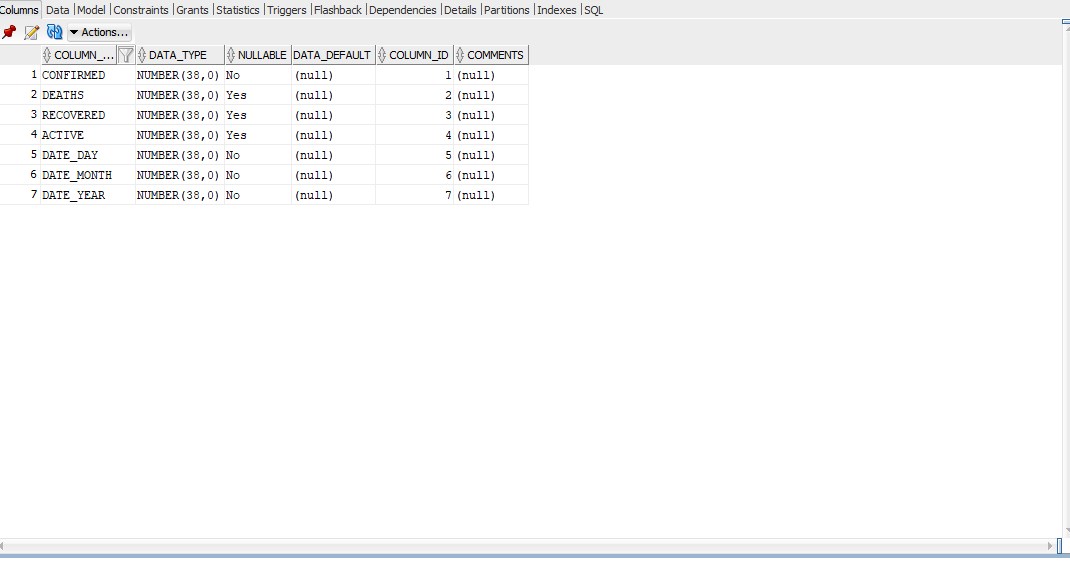 Columns Data Model Constraints Grants Statistics Triggers Flashback Dependencies Details Partitions Indexes SQL
Actions...
COLUMN_... DATA_TYPE NULLABLE DATA_DEFAULT COLUMN_ID COMMENTS
1 CONFIRMED NUMBER(38,0) No (null) 1 (null)
2 DEATHS NUMBER(38,0) Yes (null) 2 (null)
3 RECOVERED NUMBER(38,0) Yes (null) 3 (null)
4 ACTIVE NUMBER(38,0) Yes (null) 4 (null)
5 DATE_DAY NUMBER(38,0) No (null) 5 (null)
6 DATE_MONTH NUMBER(38,0) No (null) 6 (null)
7 DATE_YEAR NUMBER(38,0) No (null) 7 (null)